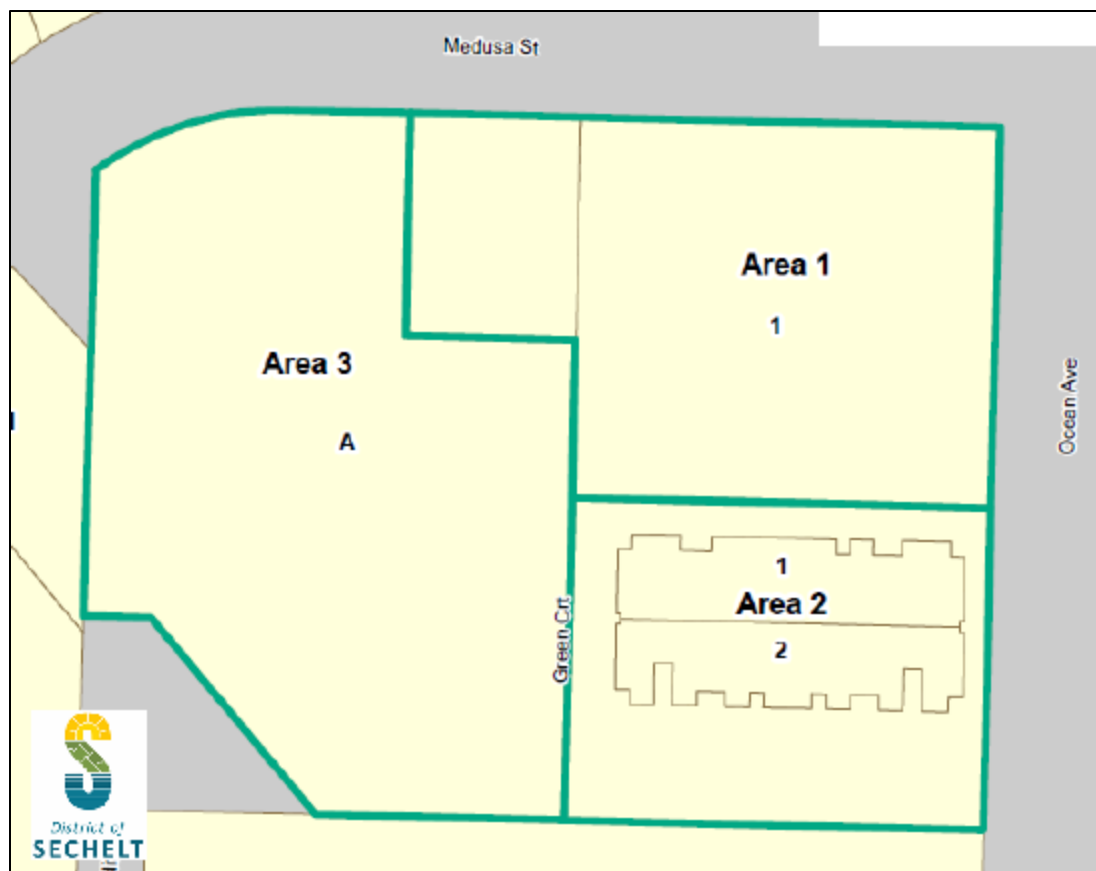 Medusa St
Area 1
1
Ocean Ave
Area 3
A
1
Area 2
2
Green Crt
District of
SECHELT